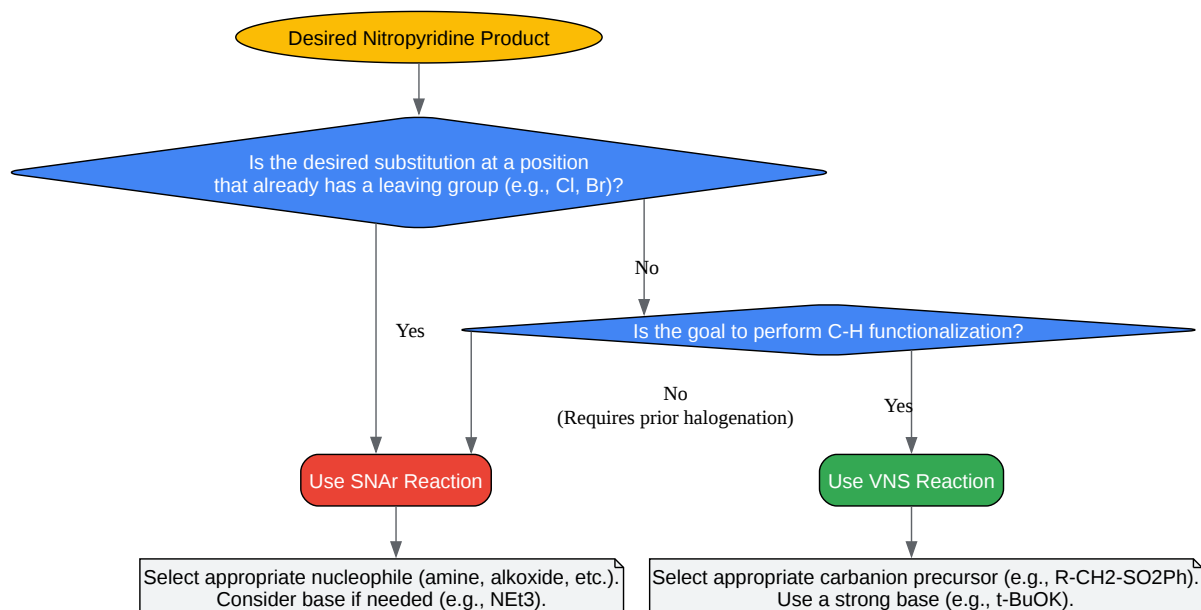 Desired Nitropyridine Product
Is the desired substitution at a position
that already has a leaving group (e.g., Cl, Br)?
No
Yes
Is the goal to perform C-H functionalization?
No
(Requires prior halogenation)
Yes
Use SNAr Reaction
Use VNS Reaction
Select appropriate nucleophile (amine, alkoxide, etc.).
Consider base if needed (e.g., NEt3).
Select appropriate carbanion precursor (e.g., R-CH2-SO2Ph).
Use a strong base (e.g., t-BuOK).